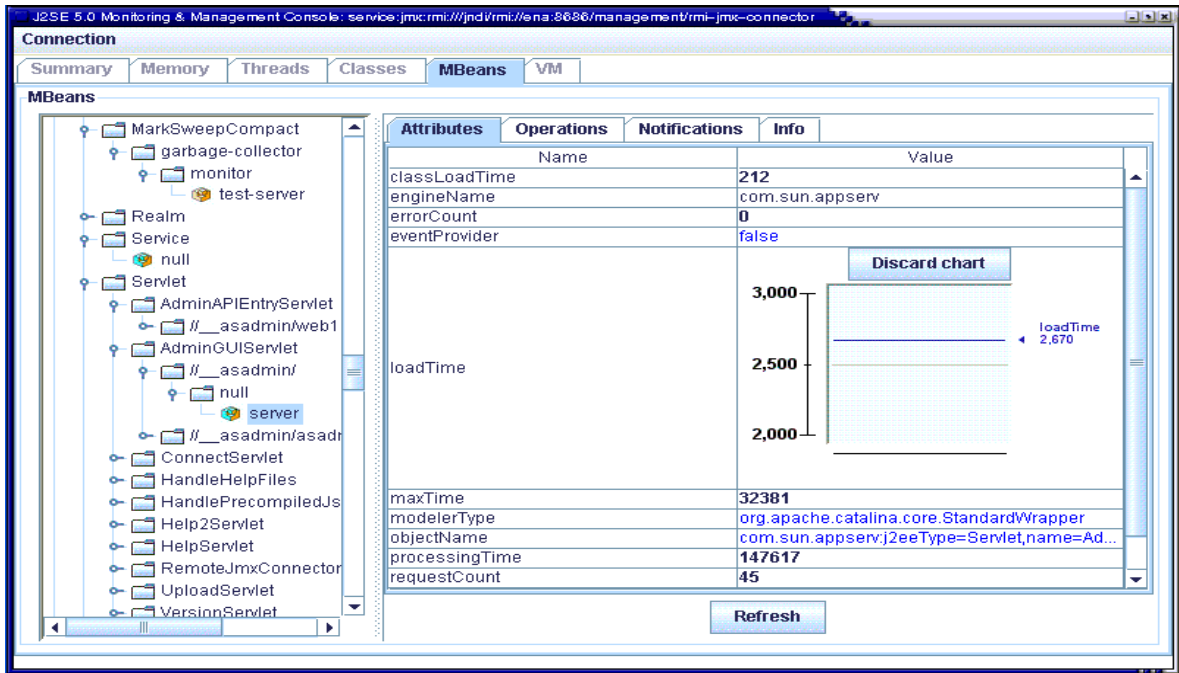 J2SE 5.0 Monitoring & Management Console: service:jmx:rmi:///jndi/rmi://ena:8686/management/rmi-jmx-connector
Connection
Summary Memory Threads Classes MBeans VM
MBeans
MarkSweepCompact
garbage-collector
monitor
test-server
Realm
Service
null
Servlet
AdminAPIEntryServlet
//__asadmin/web1
AdminGUIServlet
//__asadmin/
null
server
//__asadmin/asadr
ConnectServlet
HandleHelpFiles
HandlePrecompiledJs
Help2Servlet
HelpServlet
RemoteJmxConnector
UploadServlet
VersionServlet
Attributes Operations Notifications Info
Name Value
classLoadTime 212
engineName com.sun.appserv
errorCount 0
eventProvider false
loadTime
Discard chart
3,000
2,500
2,000
loadTime
2,670
maxTime 32381
modelerType org.apache.catalina.core.StandardWrapper
objectName com.sun.appserv:j2eeType=Servlet,name=Ad...
processingTime 147617
requestCount 45
Refresh